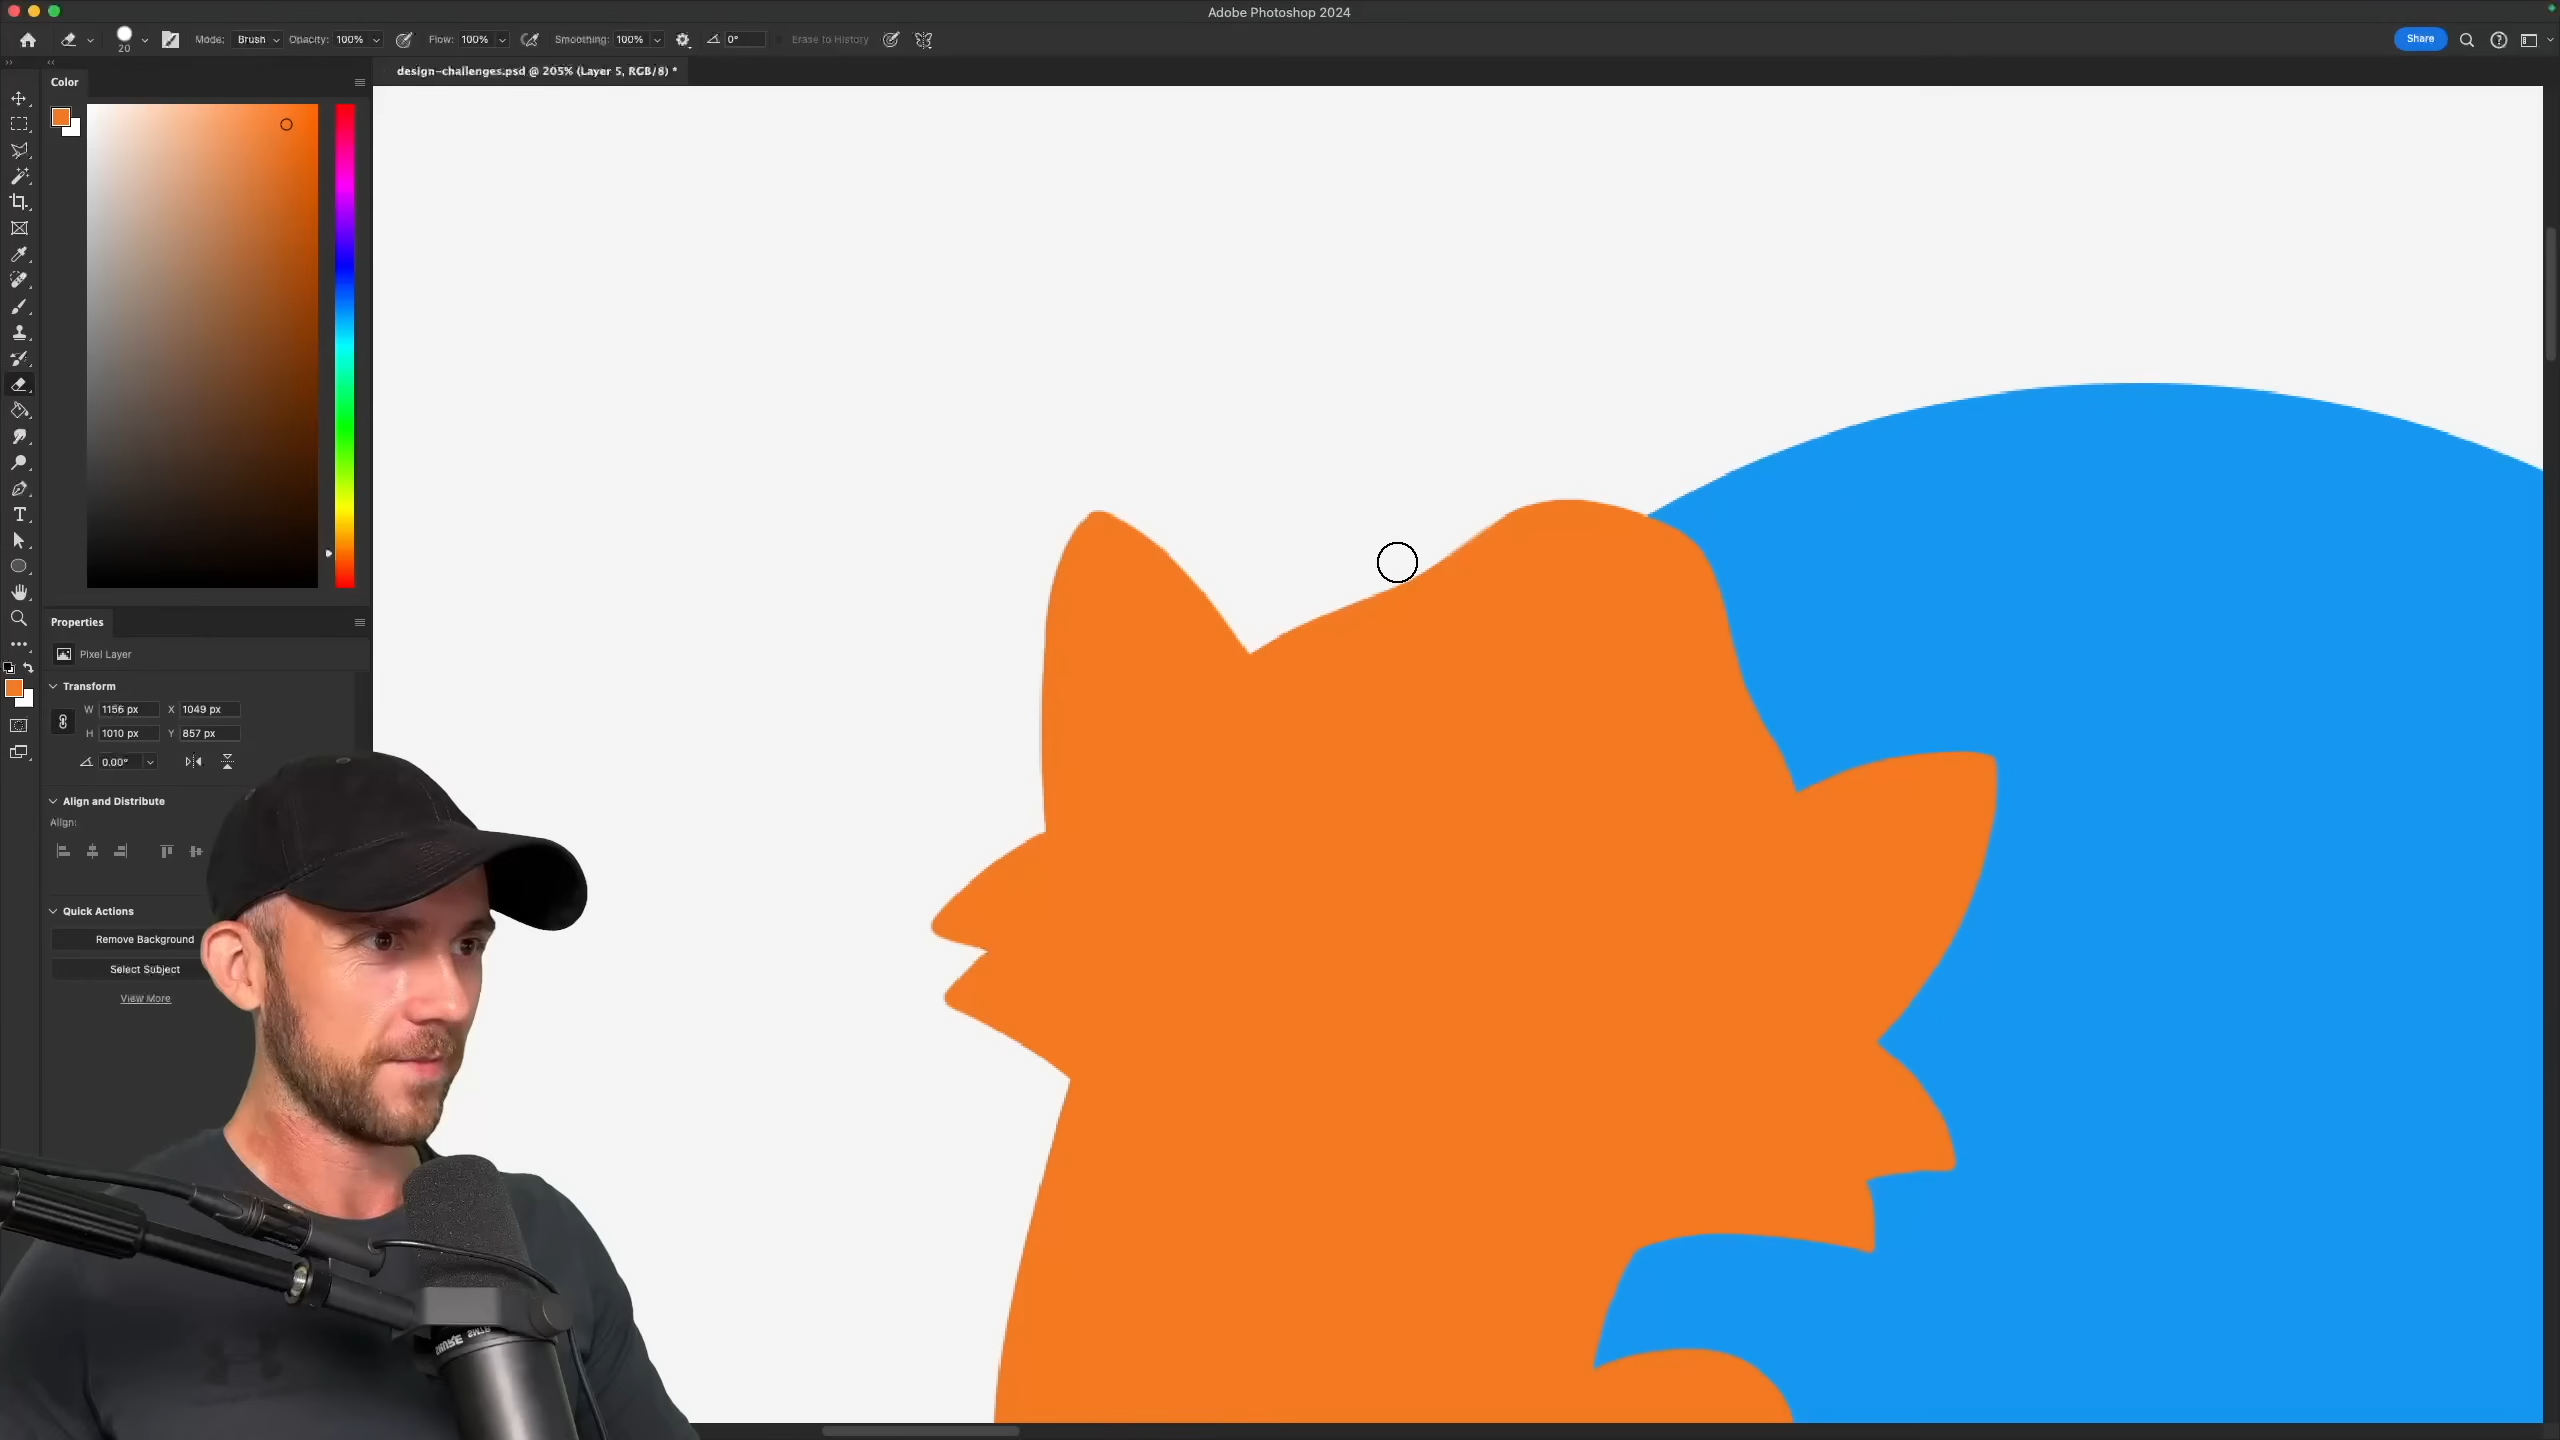 Adobe Photoshop 2024
20 Mode: Brush Opacity: 100% Flow: 100% Smoothing: 100% 0° Erase to History Share
Color
design-challenges.psd @ 205% (Layer 5, RGB/8) *
Properties
Pixel Layer
Transform
W 1156 px X 1049 px
H 1010 px Y 857 px
0.00°
Align and Distribute
Align:
Quick Actions
Remove Background
Select Subject
View More
SHURE SM7B